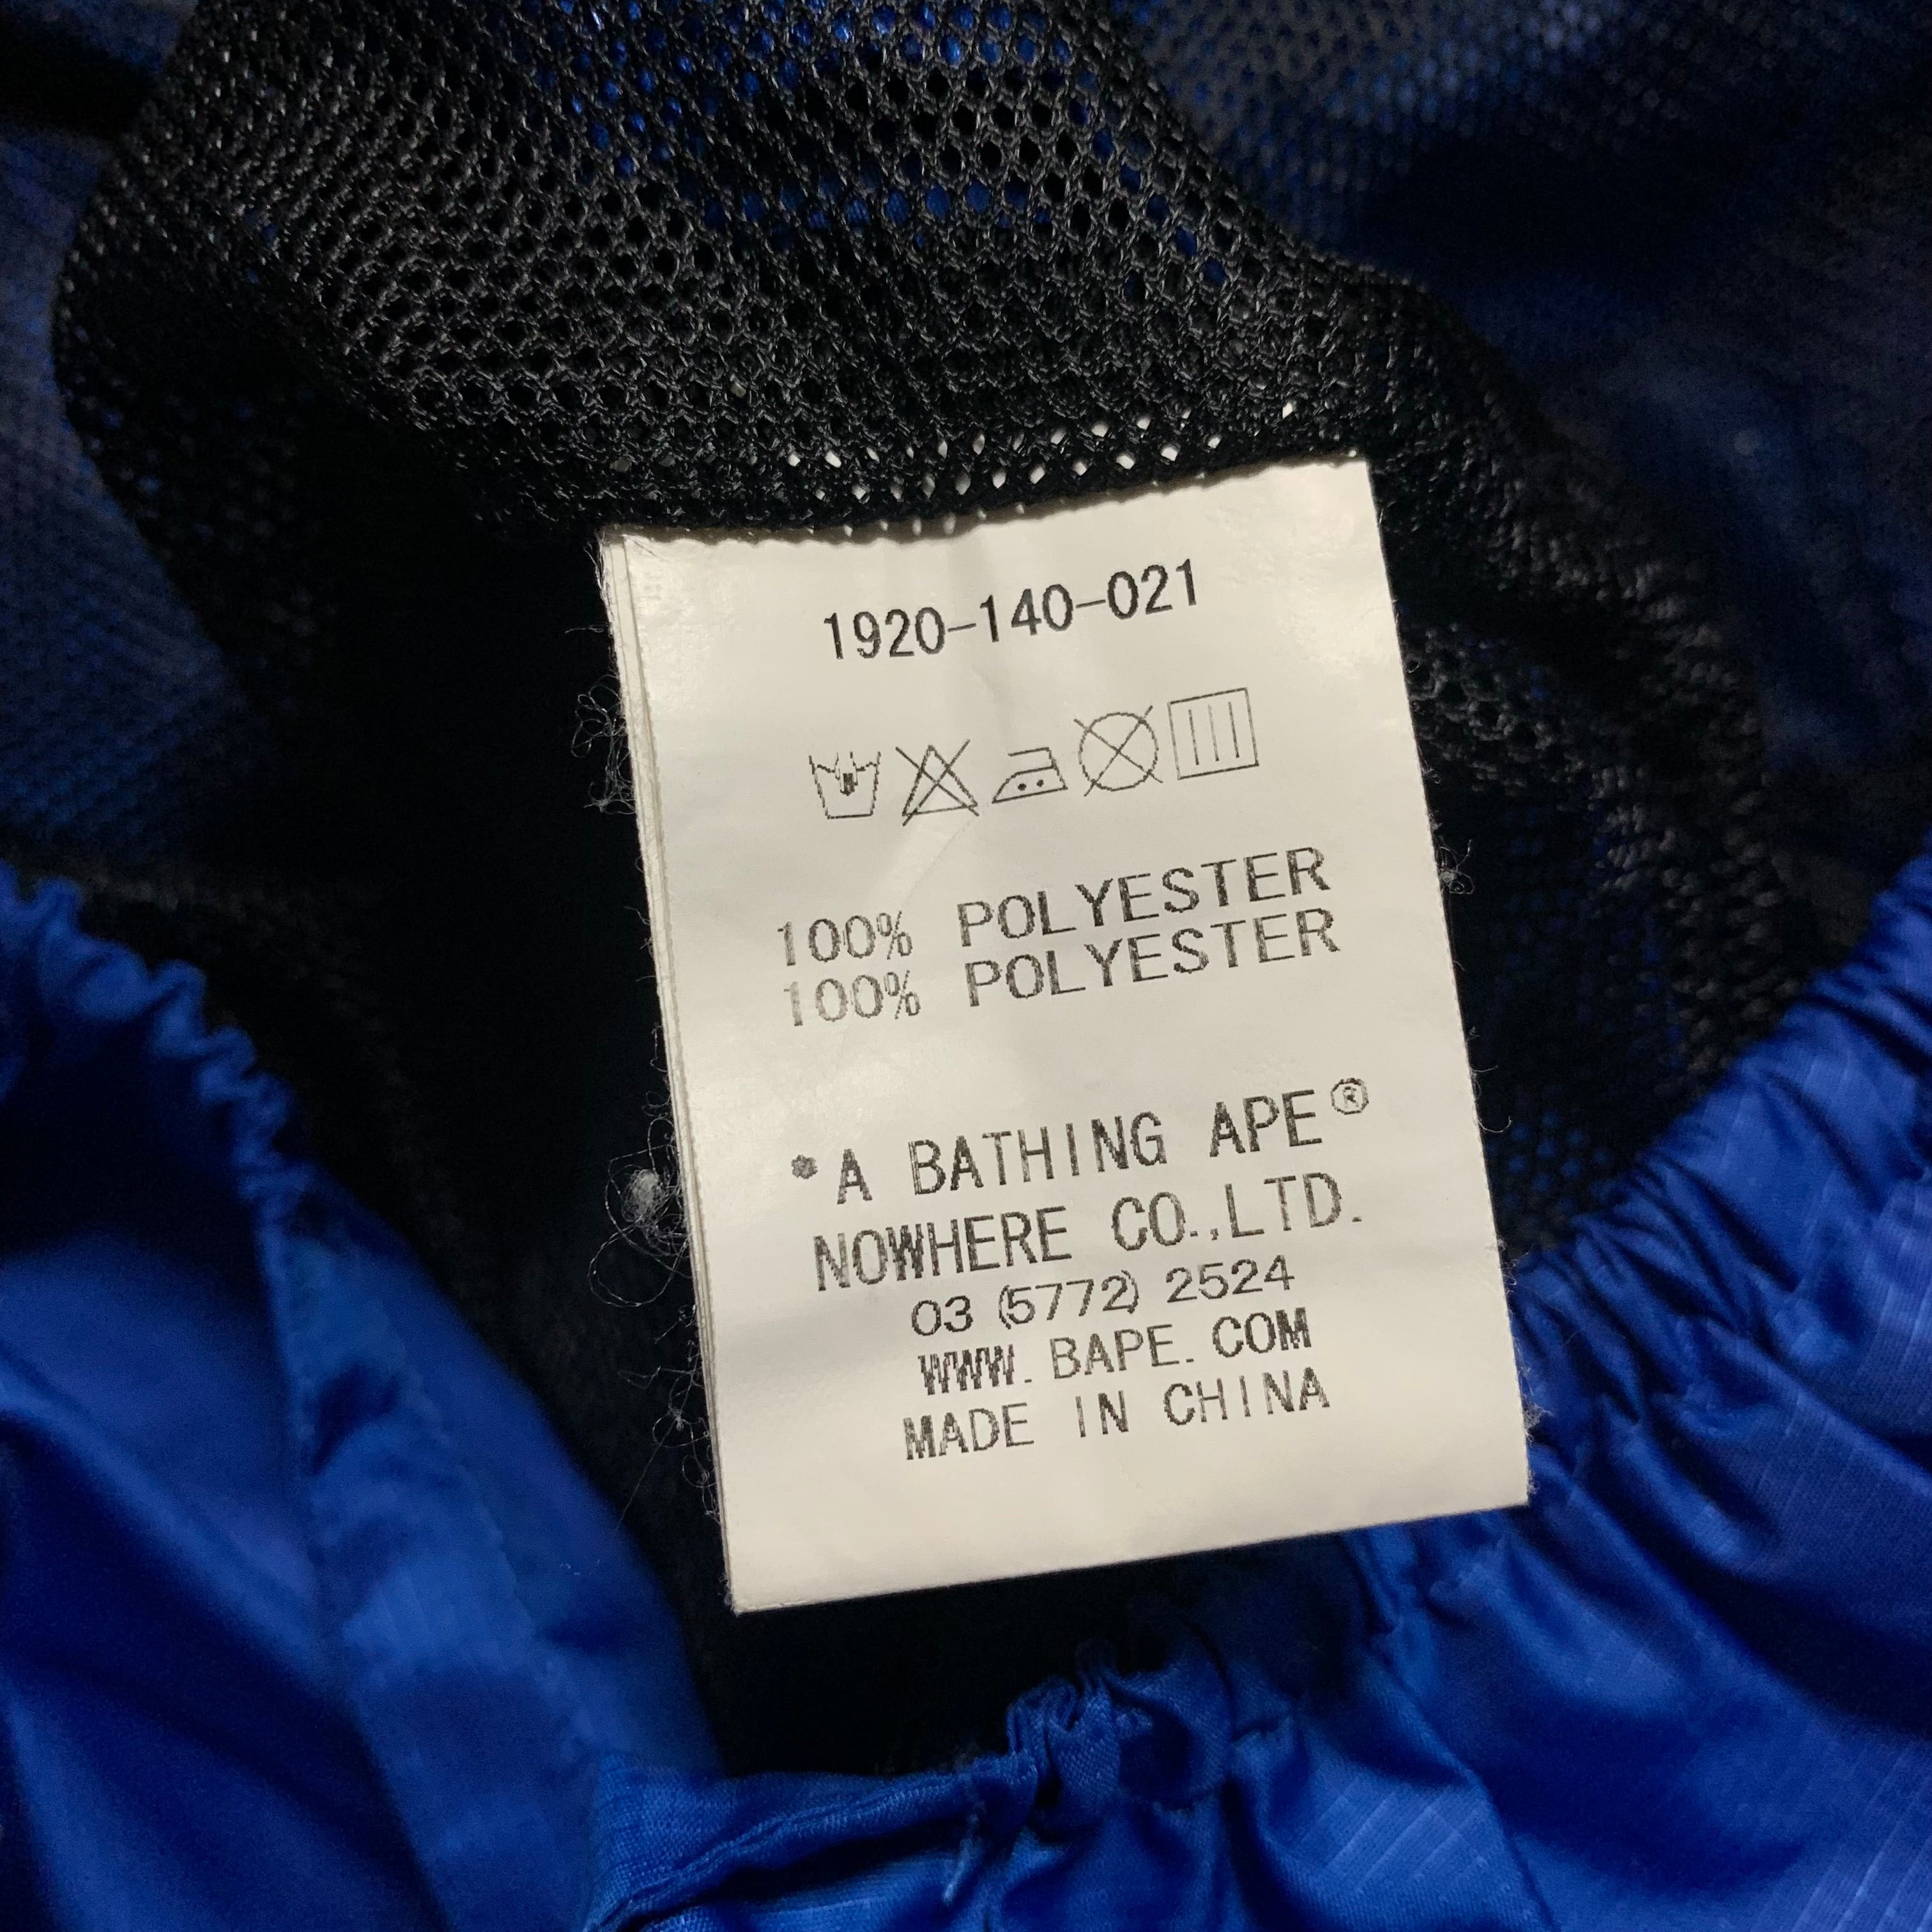 1920-140-021
100% POLYESTER
100% POLYESTER
*A BATHING APE®
NOWHERE CO.,LTD.
03 (5772) 2524
WWW. BAPE. COM
MADE IN CHINA